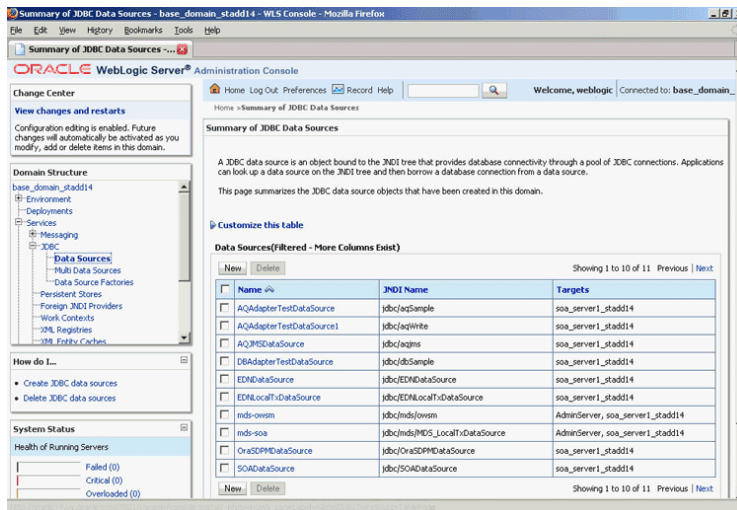 Summary of JDBC Data Sources - base_domain_stadd14 - WLS Console - Mozilla Firefox
File Edit View History Bookmarks Tools Help
Summary of JDBC Data Sources -...
ORACLE WebLogic Server® Administration Console
Change Center
View changes and restarts
Configuration editing is enabled. Future
changes will automatically be activated as you
modify, add or delete items in this domain.
Domain Structure
base_domain_stadd14
Environment
Deployments
Services
Messaging
JDBC
Data Sources
Multi Data Sources
Data Source Factories
Persistent Stores
Foreign JNDI Providers
Work Contexts
XML Registries
XML Entity Caches
How do I...
Create JDBC data sources
Delete JDBC data sources
System Status
Health of Running Servers
Failed (0)
Critical (0)
Overloaded (0)
Home Log Out Preferences Record Help
Welcome, weblogic Connected to: base_domain_
Home >Summary of JDBC Data Sources
Summary of JDBC Data Sources
A JDBC data source is an object bound to the JNDI tree that provides database connectivity through a pool of JDBC connections. Applications
can look up a data source on the JNDI tree and then borrow a database connection from a data source.
This page summarizes the JDBC data source objects that have been created in this domain.
Customize this table
Data Sources(Filtered - More Columns Exist)
New Delete Showing 1 to 10 of 11 Previous | Next
Name JNDI Name Targets
AQAdapterTestDataSource jdbc/aqSample soa_server1_stadd14
AQAdapterTestDataSource1 jdbc/aqWrite soa_server1_stadd14
AQJMSDataSource jdbc/aqjms soa_server1_stadd14
DBAdapterTestDataSource jdbc/dbSample soa_server1_stadd14
EDNDataSource jdbc/EDNDataSource soa_server1_stadd14
EDNLocalTxDataSource jdbc/EDNLocalTxDataSource soa_server1_stadd14
mds-owsm jdbc/mds/owsm AdminServer, soa_server1_stadd14
mds-soa jdbc/mds/MDS_LocalTxDataSource AdminServer, soa_server1_stadd14
OraSDPMDataSource jdbc/OraSDPMDataSource soa_server1_stadd14
SOADataSource jdbc/SOADataSource soa_server1_stadd14
New Delete Showing 1 to 10 of 11 Previous | Next